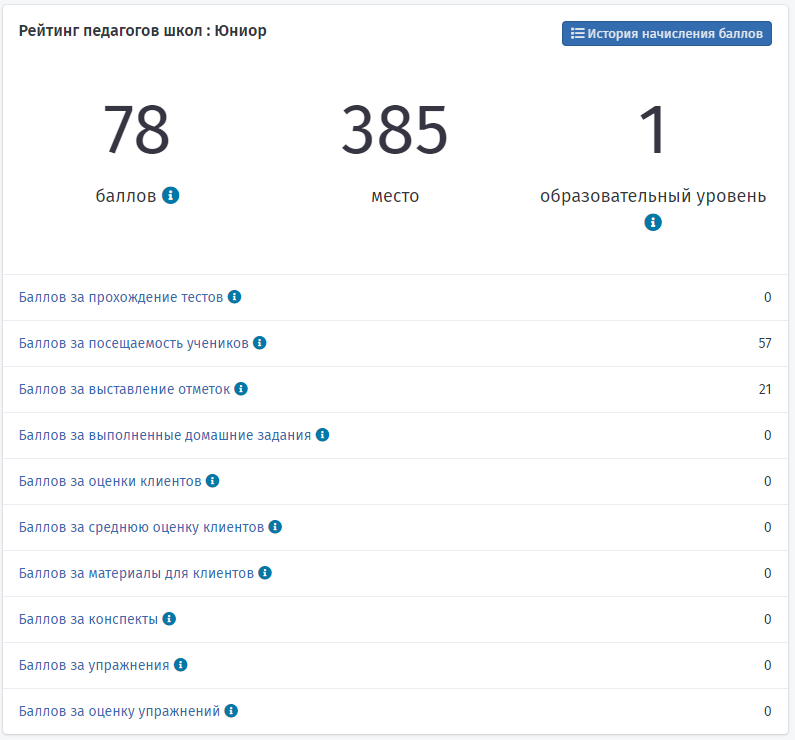 Рейтинг педагогов школ : Юниор
История начисления баллов
78
385
1
баллов
место
образовательный уровень
Баллов за прохождение тестов 0
Баллов за посещаемость учеников 57
Баллов за выставление отметок 21
Баллов за выполненные домашние задания 0
Баллов за оценки клиентов 0
Баллов за среднюю оценку клиентов 0
Баллов за материалы для клиентов 0
Баллов за конспекты 0
Баллов за упражнения 0
Баллов за оценку упражнений 0